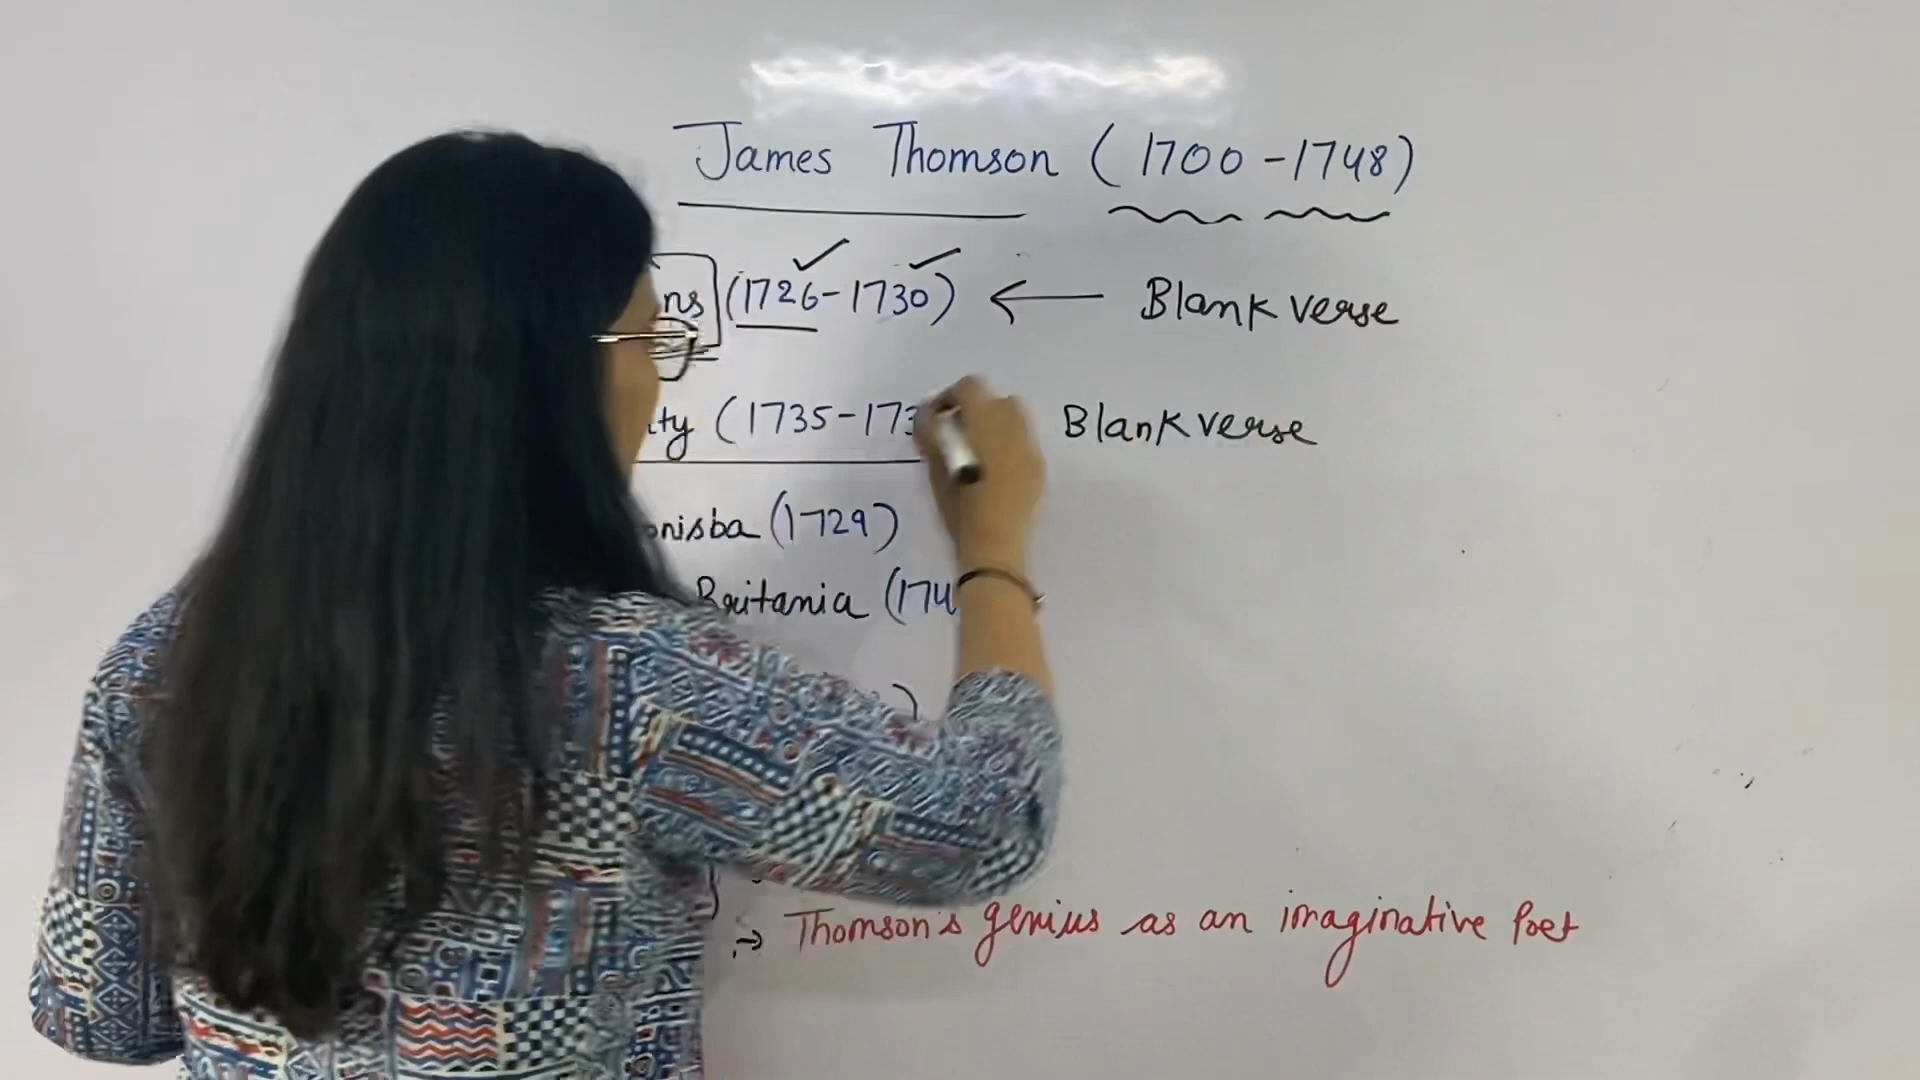 James Thomson (1700-1748)
ns (1726-1730) ← Blank verse
ty (1735-173 Blank verse
onisba (1729)
Britania (174
)
)
→ Thomson's genius as an imaginative Poet